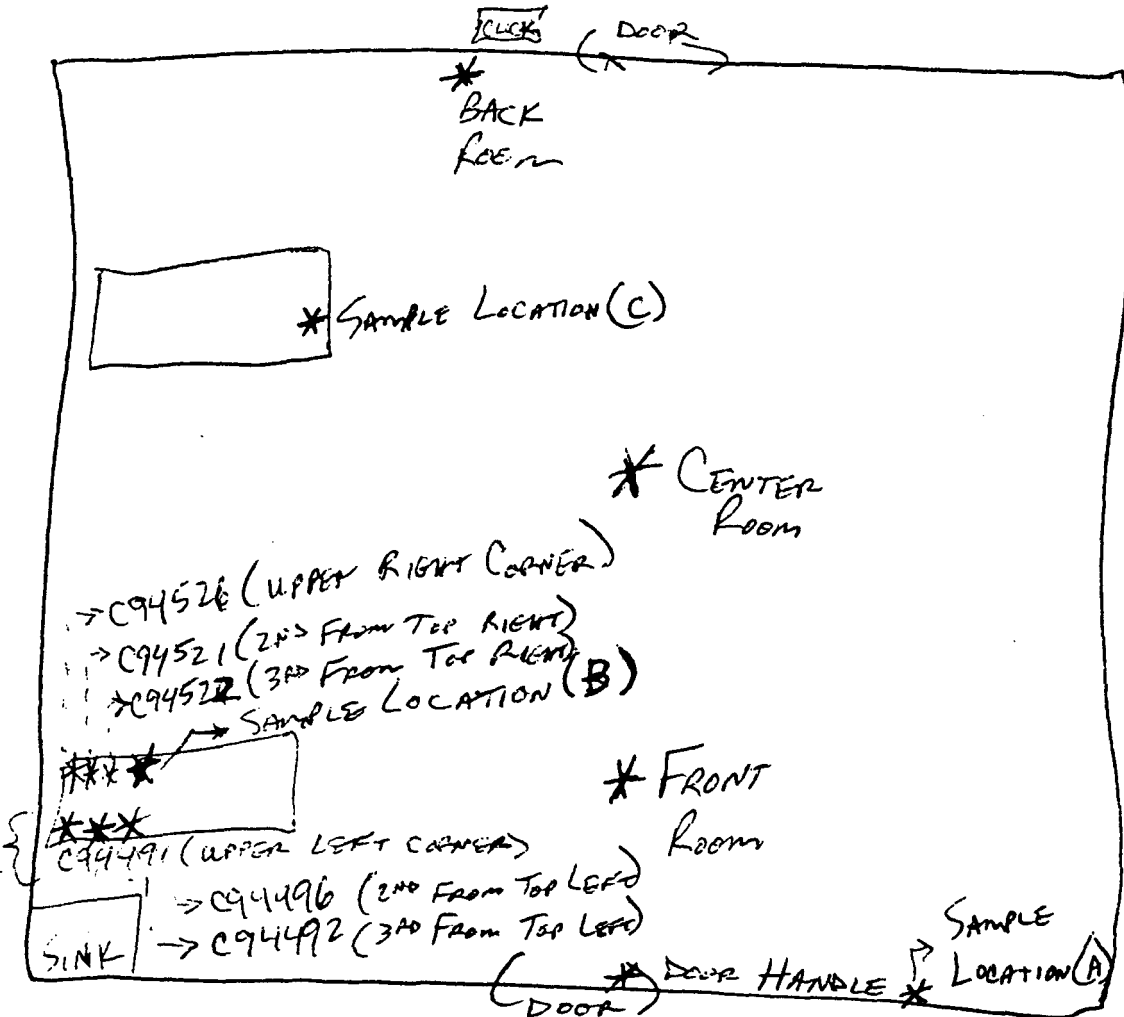 CLOCK
DOOR
BACK
ROOM
SAMPLE LOCATION (C)
CENTER
ROOM
C94526 (UPPER RIGHT CORNER)
C94521 (2ND FROM TOP RIGHT)
C94522 (3RD FROM TOP RIGHT)
SAMPLE LOCATION (B)
FRONT
ROOM
C94491 (UPPER LEFT CORNER)
C94496 (2ND FROM TOP LEFT)
C94492 (3RD FROM TOP LEFT)
SINK
SAMPLE
LOCATION (A)
DOOR HANDLE
DOOR